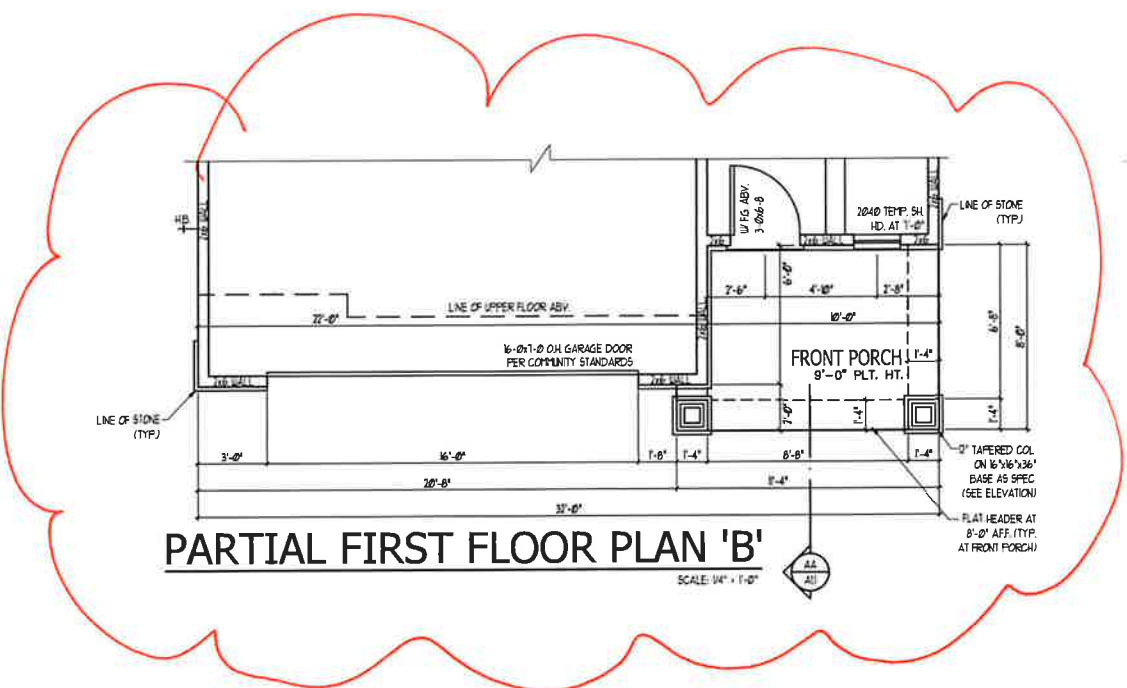 H.B.
2x6 WALL
W/ F.G. ABV.
3-0x6-8
2040 TEMP. SH.
HD. AT 7'-0"
2x6
LINE OF STONE
(TYP.)
2x6
2x6 WALL
2x6
6'-0"
2'-6"
4'-10"
2'-8"
LINE OF UPPER FLOOR ABV.
22'-0"
2x6 WALL
10'-0"
6'-8"
8'-0"
16-0x7-0 O.H. GARAGE DOOR
PER COMMUNITY STANDARDS
FRONT PORCH
9'-0" PLT. HT.
1'-4"
2x6 WALL
2x6 WALL
LINE OF STONE
(TYP.)
2'-0"
1'-4"
1'-4"
3'-0"
16'-0"
1'-8"
1'-4"
8'-8"
1'-4"
TAPERED COL
ON 16"x16"x36"
BASE AS SPEC
(SEE ELEVATION)
20'-8"
11'-4"
32'-0"
FLAT HEADER AT
8'-0" A.F.F. (TYP.
AT FRONT PORCH)
PARTIAL FIRST FLOOR PLAN 'B'
SCALE: 1/4" = 1'-0"
AA
A11